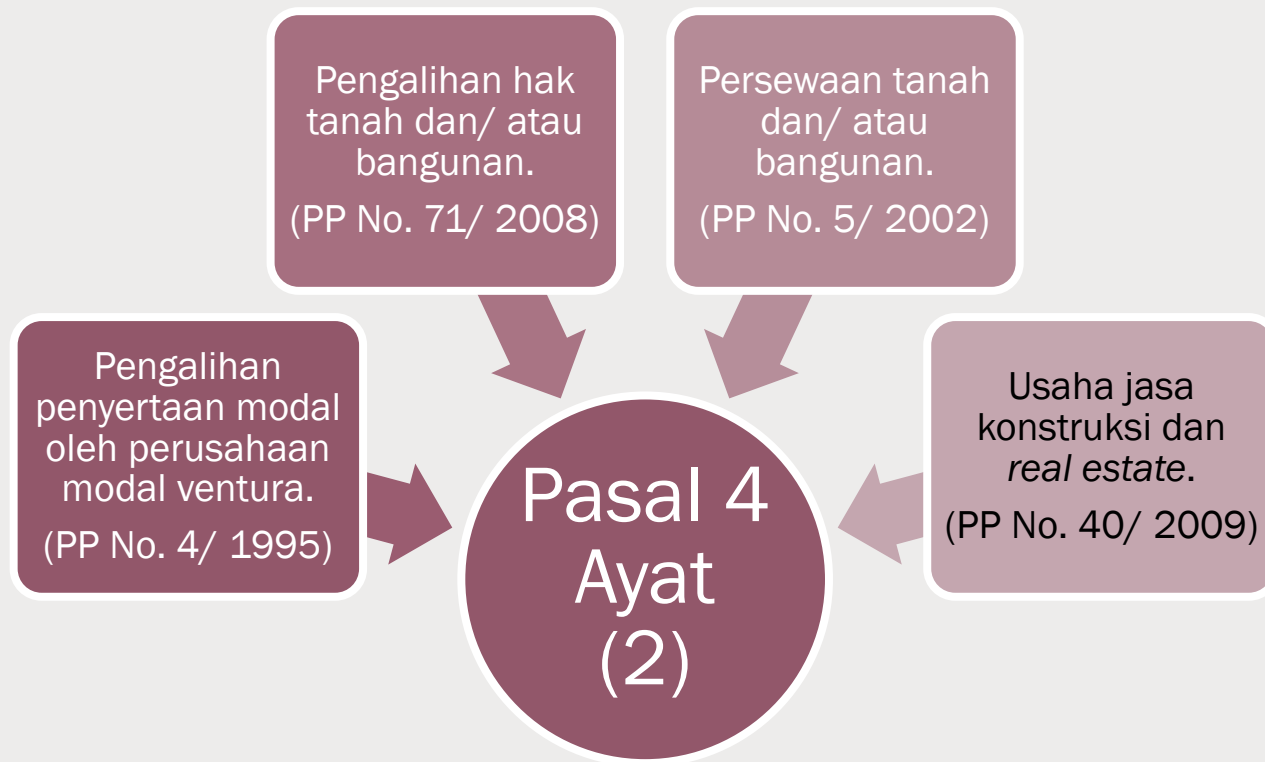 Pengalihan hak
tanah dan/ atau
bangunan.
(PP No. 71/ 2008)
Persewaan tanah
dan/ atau
bangunan.
(PP No. 5/ 2002)
Pengalihan
penyertaan modal
oleh perusahaan
modal ventura.
(PP No. 4/ 1995)
Usaha jasa
konstruksi dan
real estate.
(PP No. 40/ 2009)
Pasal 4
Ayat
(2)